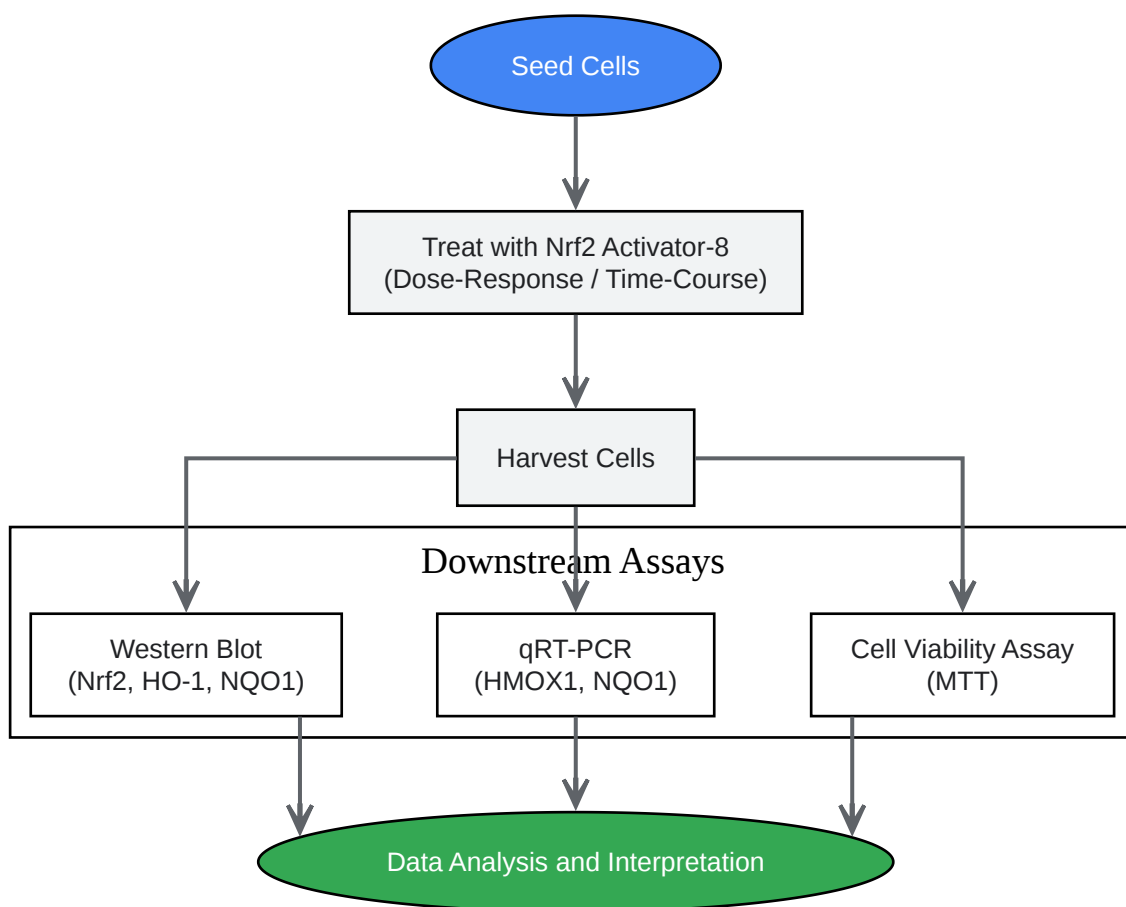 Seed Cells
Treat with Nrf2 Activator-8
(Dose-Response / Time-Course)
Harvest Cells
Downstream Assays
Western Blot
(Nrf2, HO-1, NQO1)
qRT-PCR
(HMOX1, NQO1)
Cell Viability Assay
(MTT)
Data Analysis and Interpretation